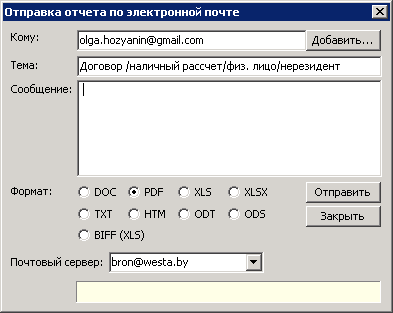 Отправка отчета по электронной почте
Кому: olga.hozyanin@gmail.com Добавить...
Тема: Договор /наличный рассчет/физ. лицо/нерезидент
Сообщение:
Формат: DOC PDF XLS XLSX Отправить
TXT HTM ODT ODS Закрыть
BIFF (XLS)
Почтовый сервер: bron@westa.by